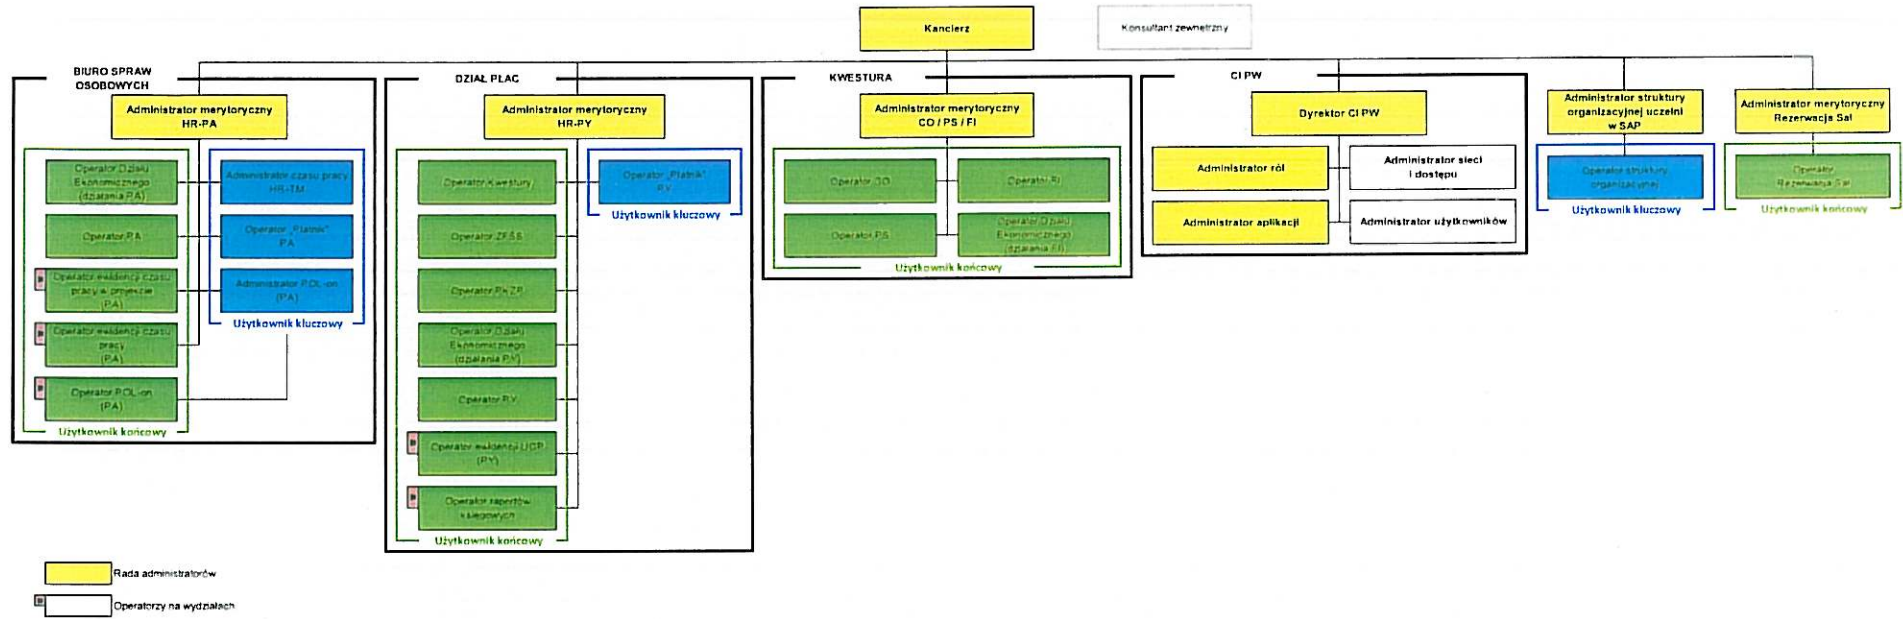 Kanclerz
Konsultant zewnętrzny
BIURO SPRAW
OSOBOWYCH
Administrator merytoryczny
HR-PA
Operator Działu
Ekonomicznego
(działania PA)
Operator PA
Operator ewidencji czasu
pracy w projekcie
(PA)
Operator ewidencji czasu
pracy
(PA)
Operator POL-on
(PA)
Użytkownik końcowy
Administrator czasu pracy
HR-TM
Operator „Płatnik"
PA
Administrator POL-on
(PA)
Użytkownik kluczowy
DZIAŁ PŁAC
Administrator merytoryczny
HR-PY
Operator Kwestury
Operator ZFŚS
Operator PKZP
Operator Działu
Ekonomicznego
(działania PY)
Operator PY
Operator ewidencji UCP
(PY)
Operator raportów
księgowych
Użytkownik końcowy
Operator „Płatnik"
PY
Użytkownik kluczowy
KWESTURA
Administrator merytoryczny
CO / PS / FI
Operator CO
Operator FI
Operator PS
Operator Działu
Ekonomicznego
(działania FI)
Użytkownik końcowy
CI PW
Dyrektor CI PW
Administrator ról
Administrator sieci
i dostępu
Administrator aplikacji
Administrator użytkowników
Administrator struktury
organizacyjnej uczelni
w SAP
Operator struktury
organizacyjnej
Użytkownik kluczowy
Administrator merytoryczny
Rezerwacja Sal
Operator
Rezerwacja Sal
Użytkownik końcowy
Rada administratorów
Operatorzy na wydziałach